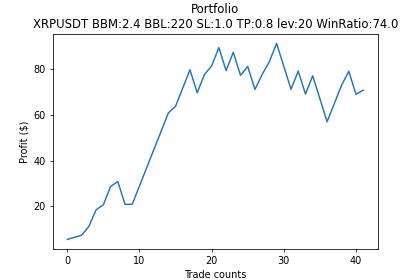 Portfolio
XRPUSDT BBM:2.4 BBL:220 SL:1.0 TP:0.8 lev:20 WinRatio:74.0
80
60
40
20
Profit ($)
0 10 20 30 40
Trade counts